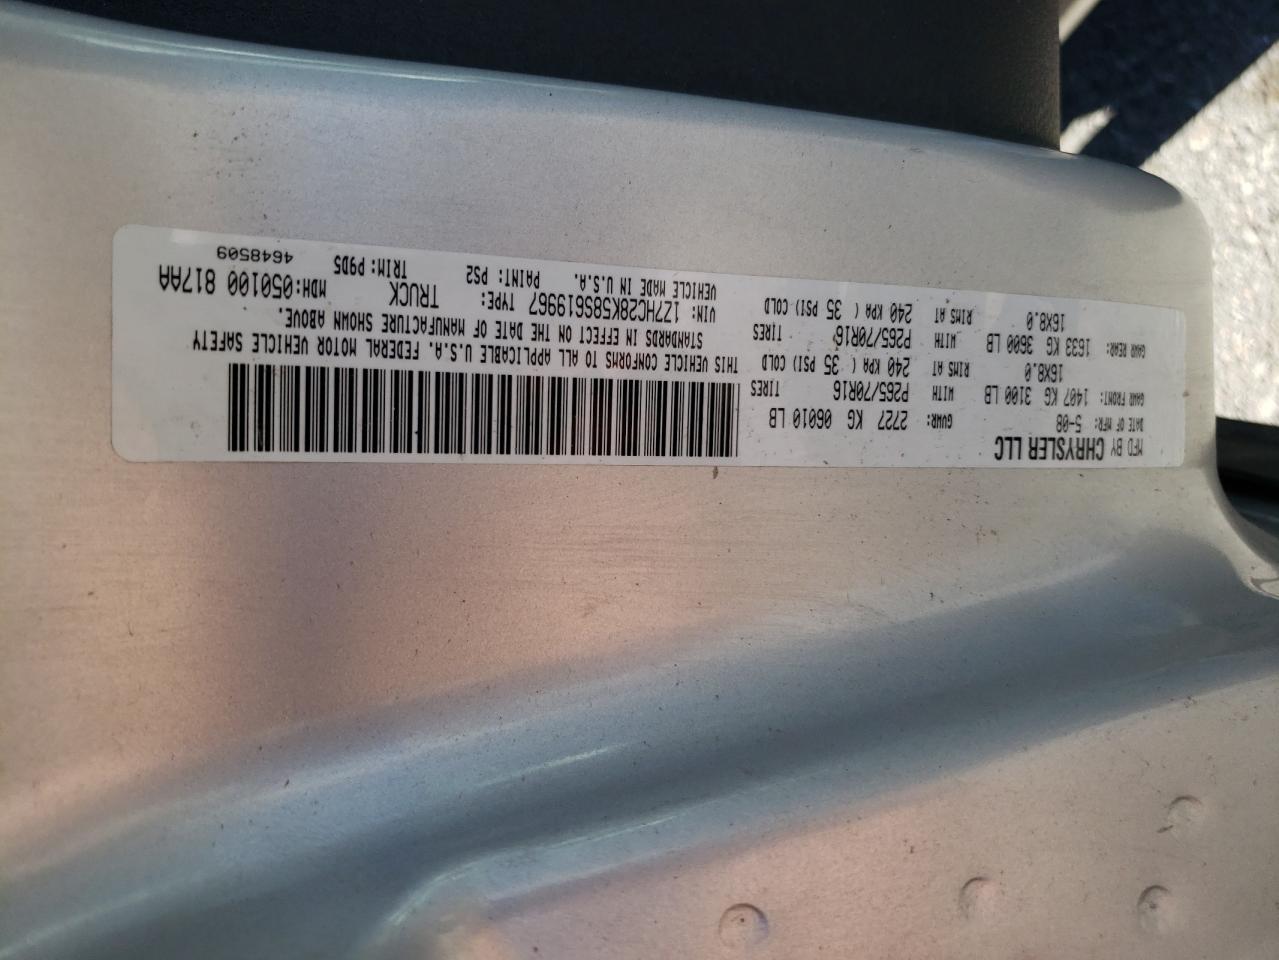 MFD BY CHRYSLER LLC
DATE OF MFR: 5-08 GVWR: 2727 KG 06010 LB
GAWR FRONT: 1407 KG 3100 LB WITH P265/70R16 TIRES
16X8.0 RIMS AT 240 KPA ( 35 PSI) COLD
GAWR REAR: 1633 KG 3600 LB WITH P265/70R16 TIRES
16X8.0 RIMS AT 240 KPA ( 35 PSI) COLD
THIS VEHICLE CONFORMS TO ALL APPLICABLE U.S.A. FEDERAL MOTOR VEHICLE SAFETY
STANDARDS IN EFFECT ON THE DATE OF MANUFACTURE SHOWN ABOVE.
VIN: 1Z7HC28K58S619967 TYPE: TRUCK MDH:050100 817AA
VEHICLE MADE IN U.S.A. PAINT: PS2 TRIM: P9D5 4648509